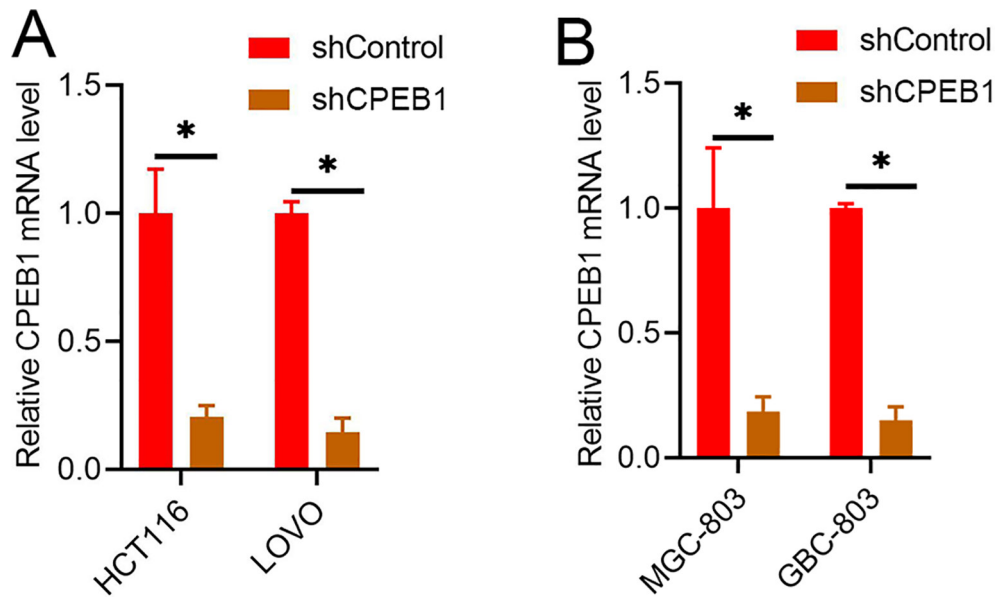 A
shControl
shCPEB1
Relative CPEB1 mRNA level
1.5
1.0
0.5
0.0
*
*
HCT116
LOVO
B
shControl
shCPEB1
Relative CPEB1 mRNA level
1.5
1.0
0.5
0.0
*
*
MGC-803
GBC-803